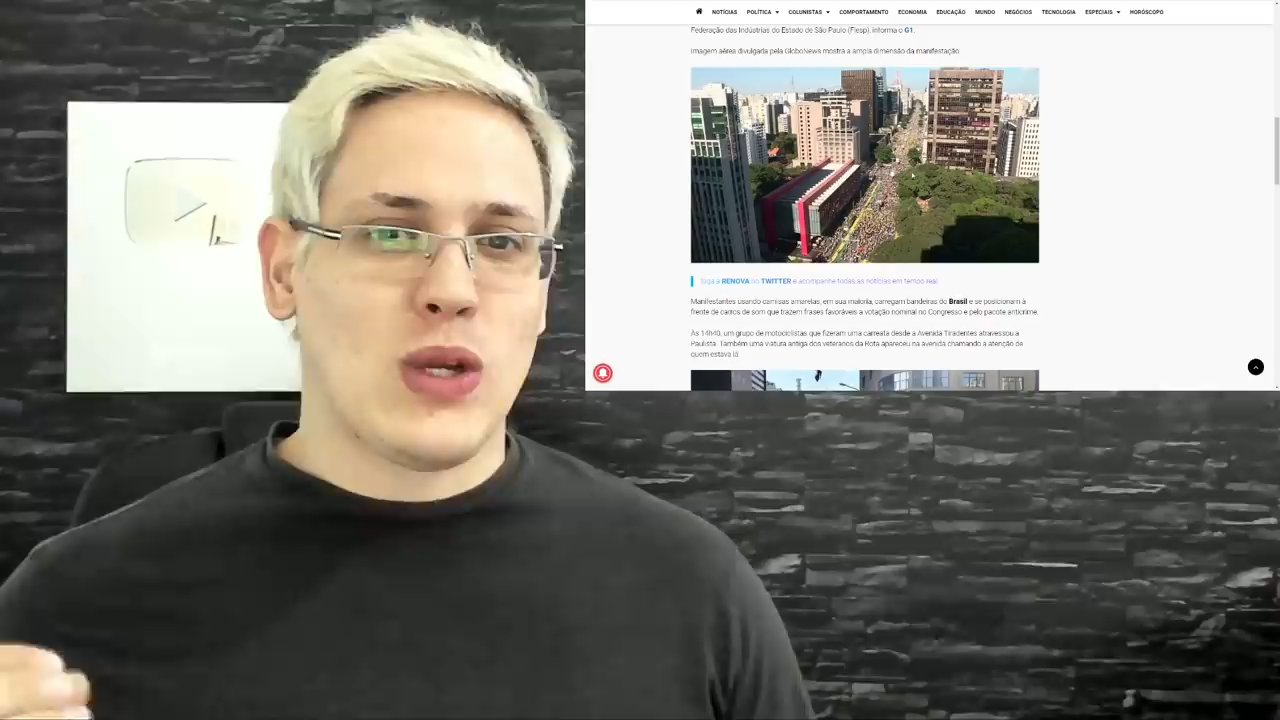 NOTÍCIAS POLÍTICA COLUNISTAS COMPORTAMENTO ECONOMIA EDUCAÇÃO MUNDO NEGÓCIOS TECNOLOGIA ESPECIAIS HORÓSCOPO
Federação das Indústrias do Estado de São Paulo (Fiesp), informa o G1.
Imagem aérea divulgada pela GloboNews mostra a ampla dimensão da manifestação:
Siga a RENOVA no TWITTER e acompanhe todas as notícias em tempo real
Manifestantes usando camisas amarelas, em sua maioria, carregam bandeiras do Brasil e se posicionam à
frente de carros de som que trazem frases favoráveis a votação nominal no Congresso e pelo pacote anticrime.
Às 14h40, um grupo de motociclistas que fizeram uma carreata desde a Avenida Tiradentes atravessou a
Paulista. Também uma viatura antiga dos veteranos da Rota apareceu na avenida chamando a atenção de
quem estava lá.